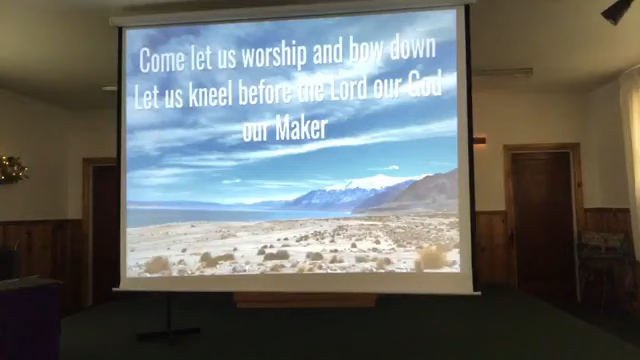 Come let us worship and bow down
Let us kneel before the Lord our God
our Maker